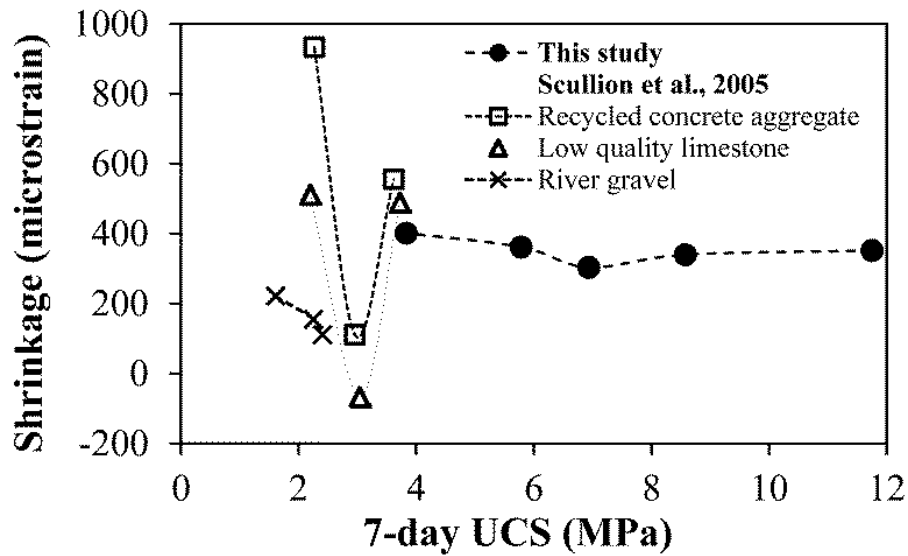 1000
800
600
400
200
0
-200
Shrinkage (microstrain)
This study
Scullion et al., 2005
Recycled concrete aggregate
Low quality limestone
River gravel
0 2 4 6 8 10 12
7-day UCS (MPa)